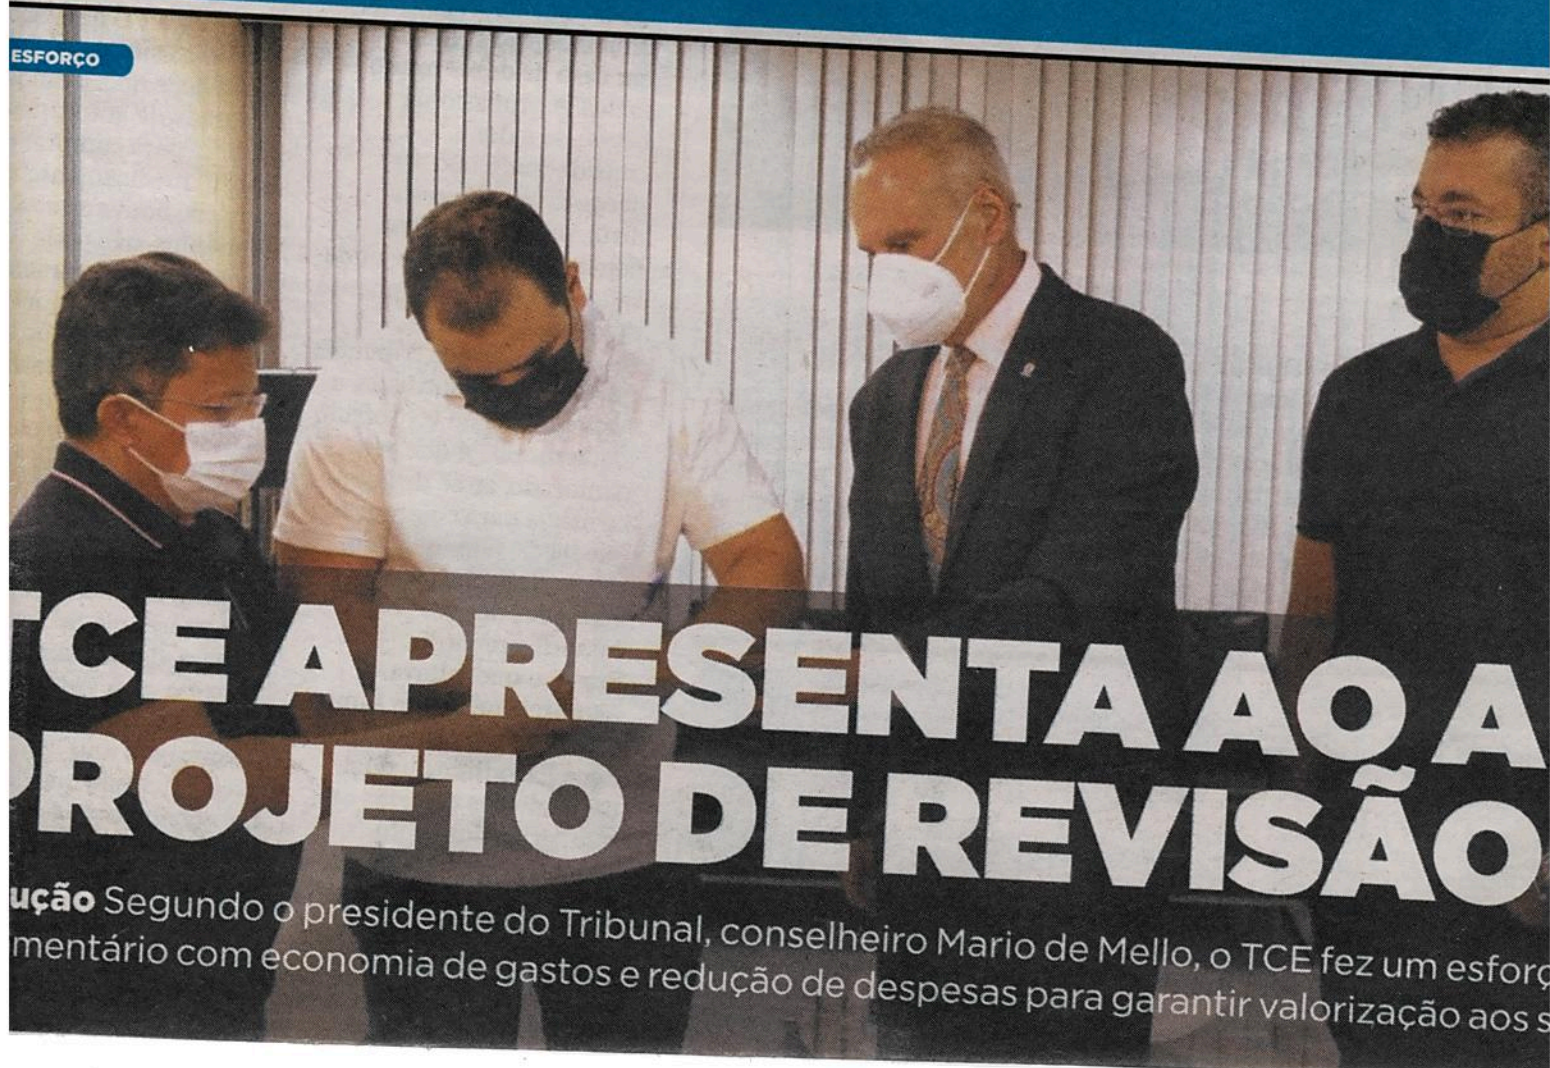 ESFORÇO
TCE APRESENTA AO A
PROJETO DE REVISÃO
ução Segundo o presidente do Tribunal, conselheiro Mario de Mello, o TCE fez um esforç
mentário com economia de gastos e redução de despesas para garantir valorização aos s